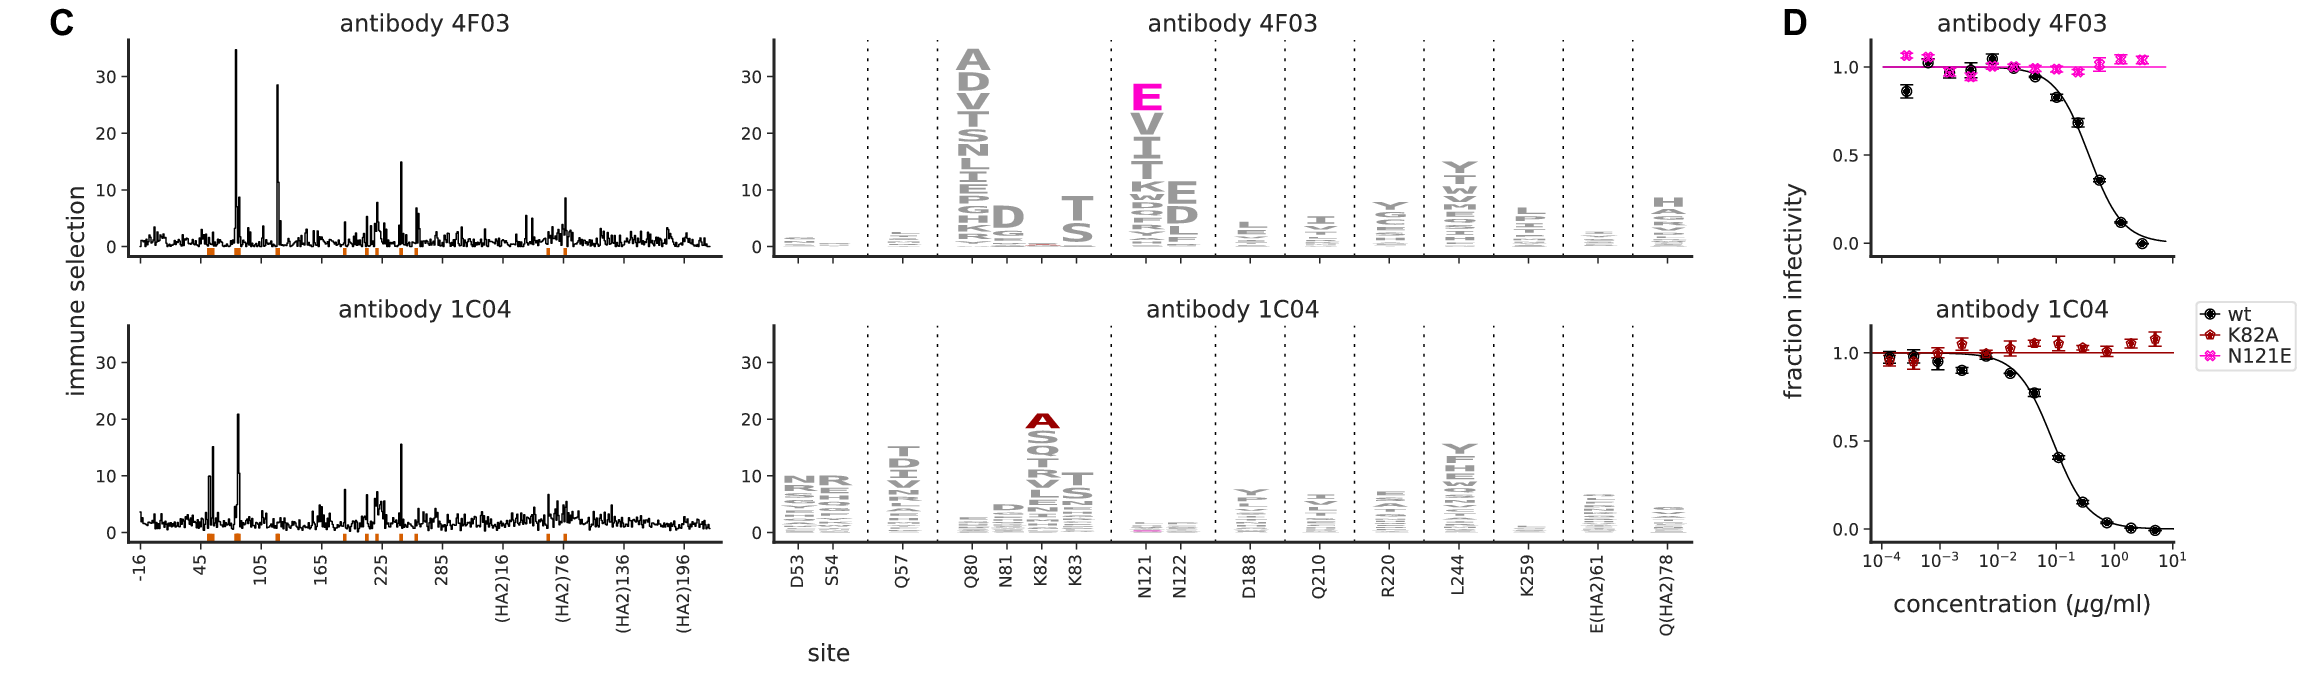 C
antibody 4F03
antibody 4F03
D
antibody 4F03
30
20
10
0
30
20
10
0
A
D
V
T
S
N
L
I
E
P
G
H
K
R
D
G
T
S
E
V
I
T
K
E
D
L
F
L
Y
T
W
Y
G
L
H
A
1.0
0.5
0.0
immune selection
fraction infectivity
antibody 1C04
antibody 1C04
antibody 1C04
30
20
10
0
30
20
10
0
N
R
R
E
T
D
I
V
N
D
A
S
Q
T
R
V
L
E
N
T
S
N
Y
Y
F
H
E
W
1.0
0.5
0.0
wt
K82A
N121E
-16
45
105
165
225
285
(HA2)16
(HA2)76
(HA2)136
(HA2)196
D53
S54
Q57
Q80
N81
K82
K83
N121
N122
D188
Q210
R220
L244
K259
E(HA2)61
Q(HA2)78
10⁻⁴
10⁻³
10⁻²
10⁻¹
10⁰
10¹
site
concentration (μg/ml)